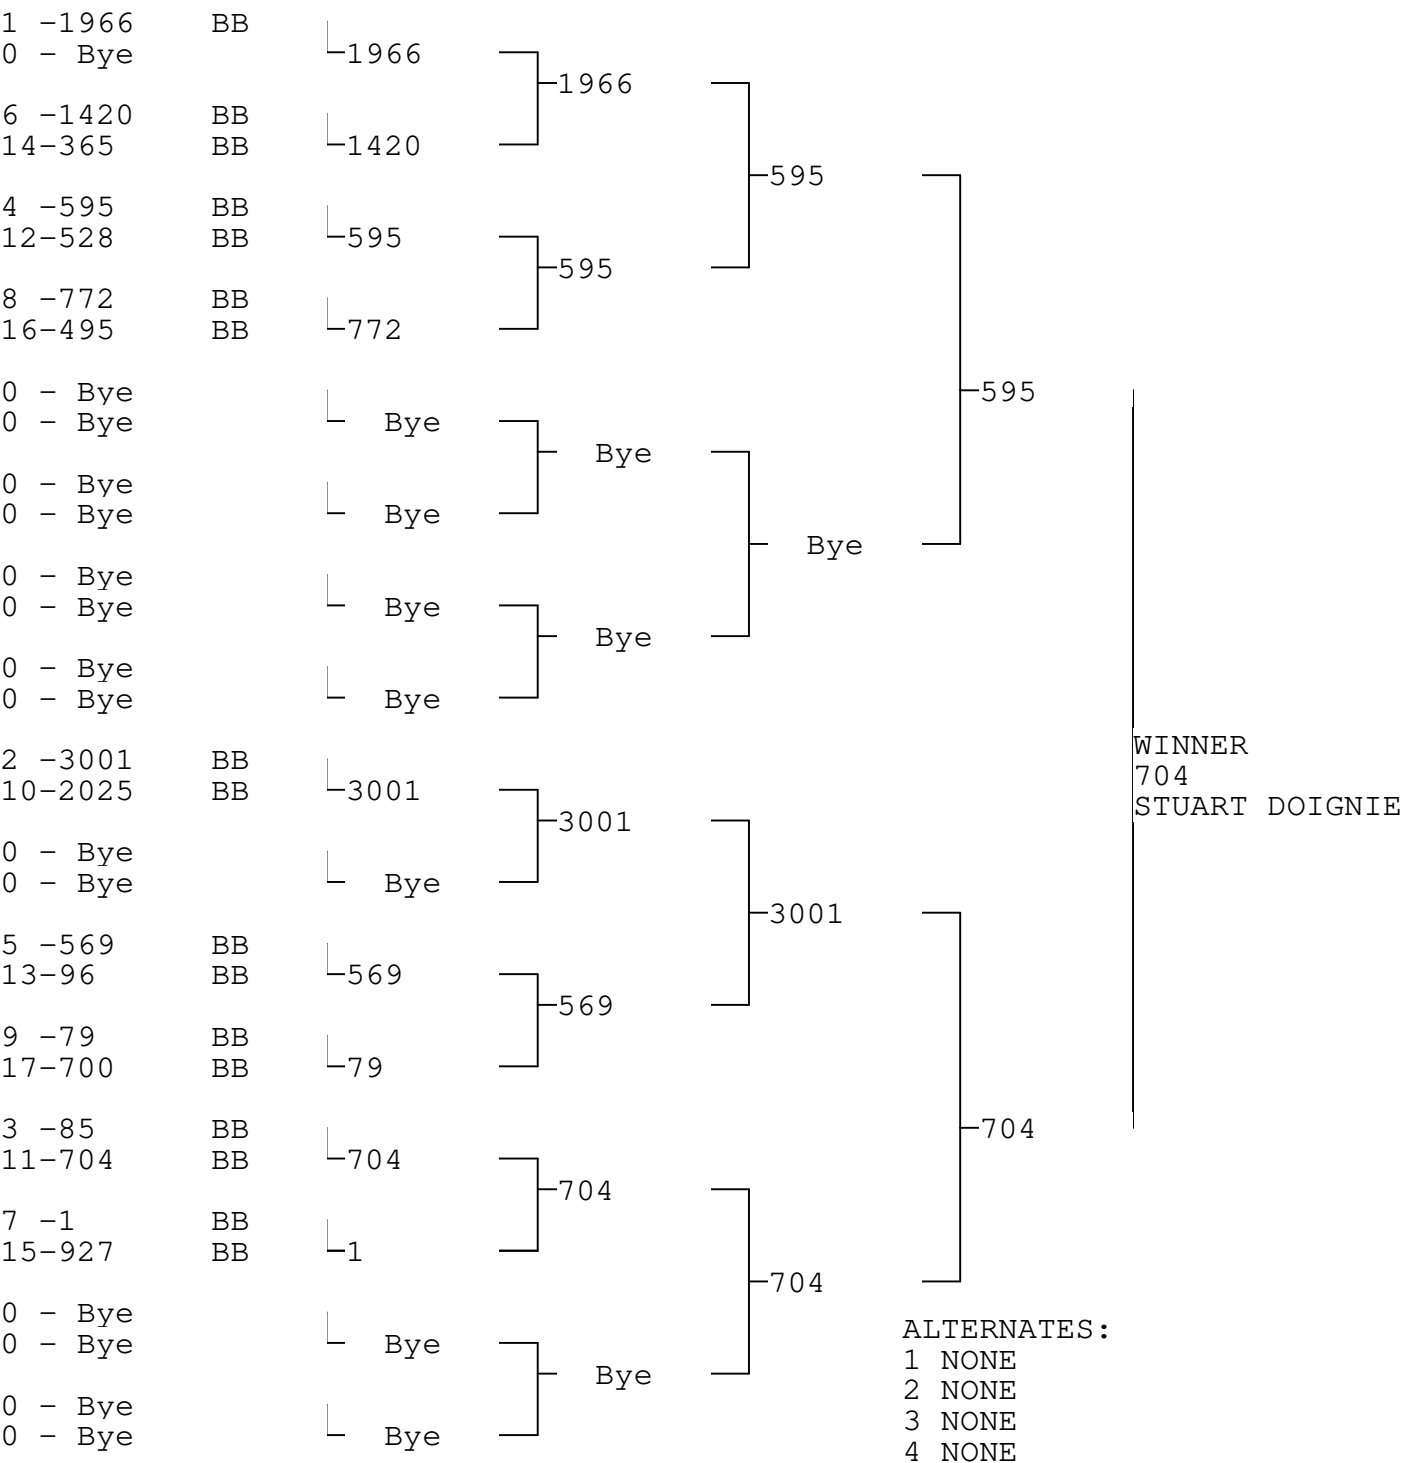 1 -1966 BB
0 - Bye
1966
1966
6 -1420 BB
14-365 BB
1420
595
4 -595 BB
12-528 BB
595
595
8 -772 BB
16-495 BB
772
595
0 - Bye
0 - Bye
Bye
Bye
0 - Bye
0 - Bye
Bye
Bye
0 - Bye
0 - Bye
Bye
Bye
0 - Bye
0 - Bye
Bye
2 -3001 BB
10-2025 BB
3001
3001
WINNER
704
STUART DOIGNIE
0 - Bye
0 - Bye
Bye
3001
5 -569 BB
13-96 BB
569
569
9 -79 BB
17-700 BB
79
3 -85 BB
11-704 BB
704
704
704
7 -1 BB
15-927 BB
1
704
0 - Bye
0 - Bye
Bye
Bye
0 - Bye
0 - Bye
Bye
ALTERNATES:
1 NONE
2 NONE
3 NONE
4 NONE